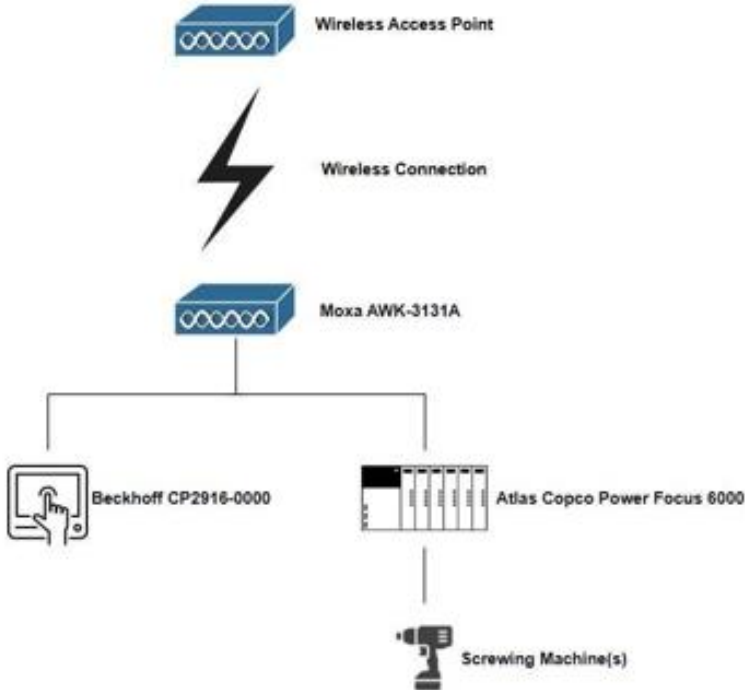 Wireless Access Point
Wireless Connection
Moxa AWK-3131A
Beckhoff CP2916-0000
Atlas Copco Power Focus 6000
Screwing Machine(s)